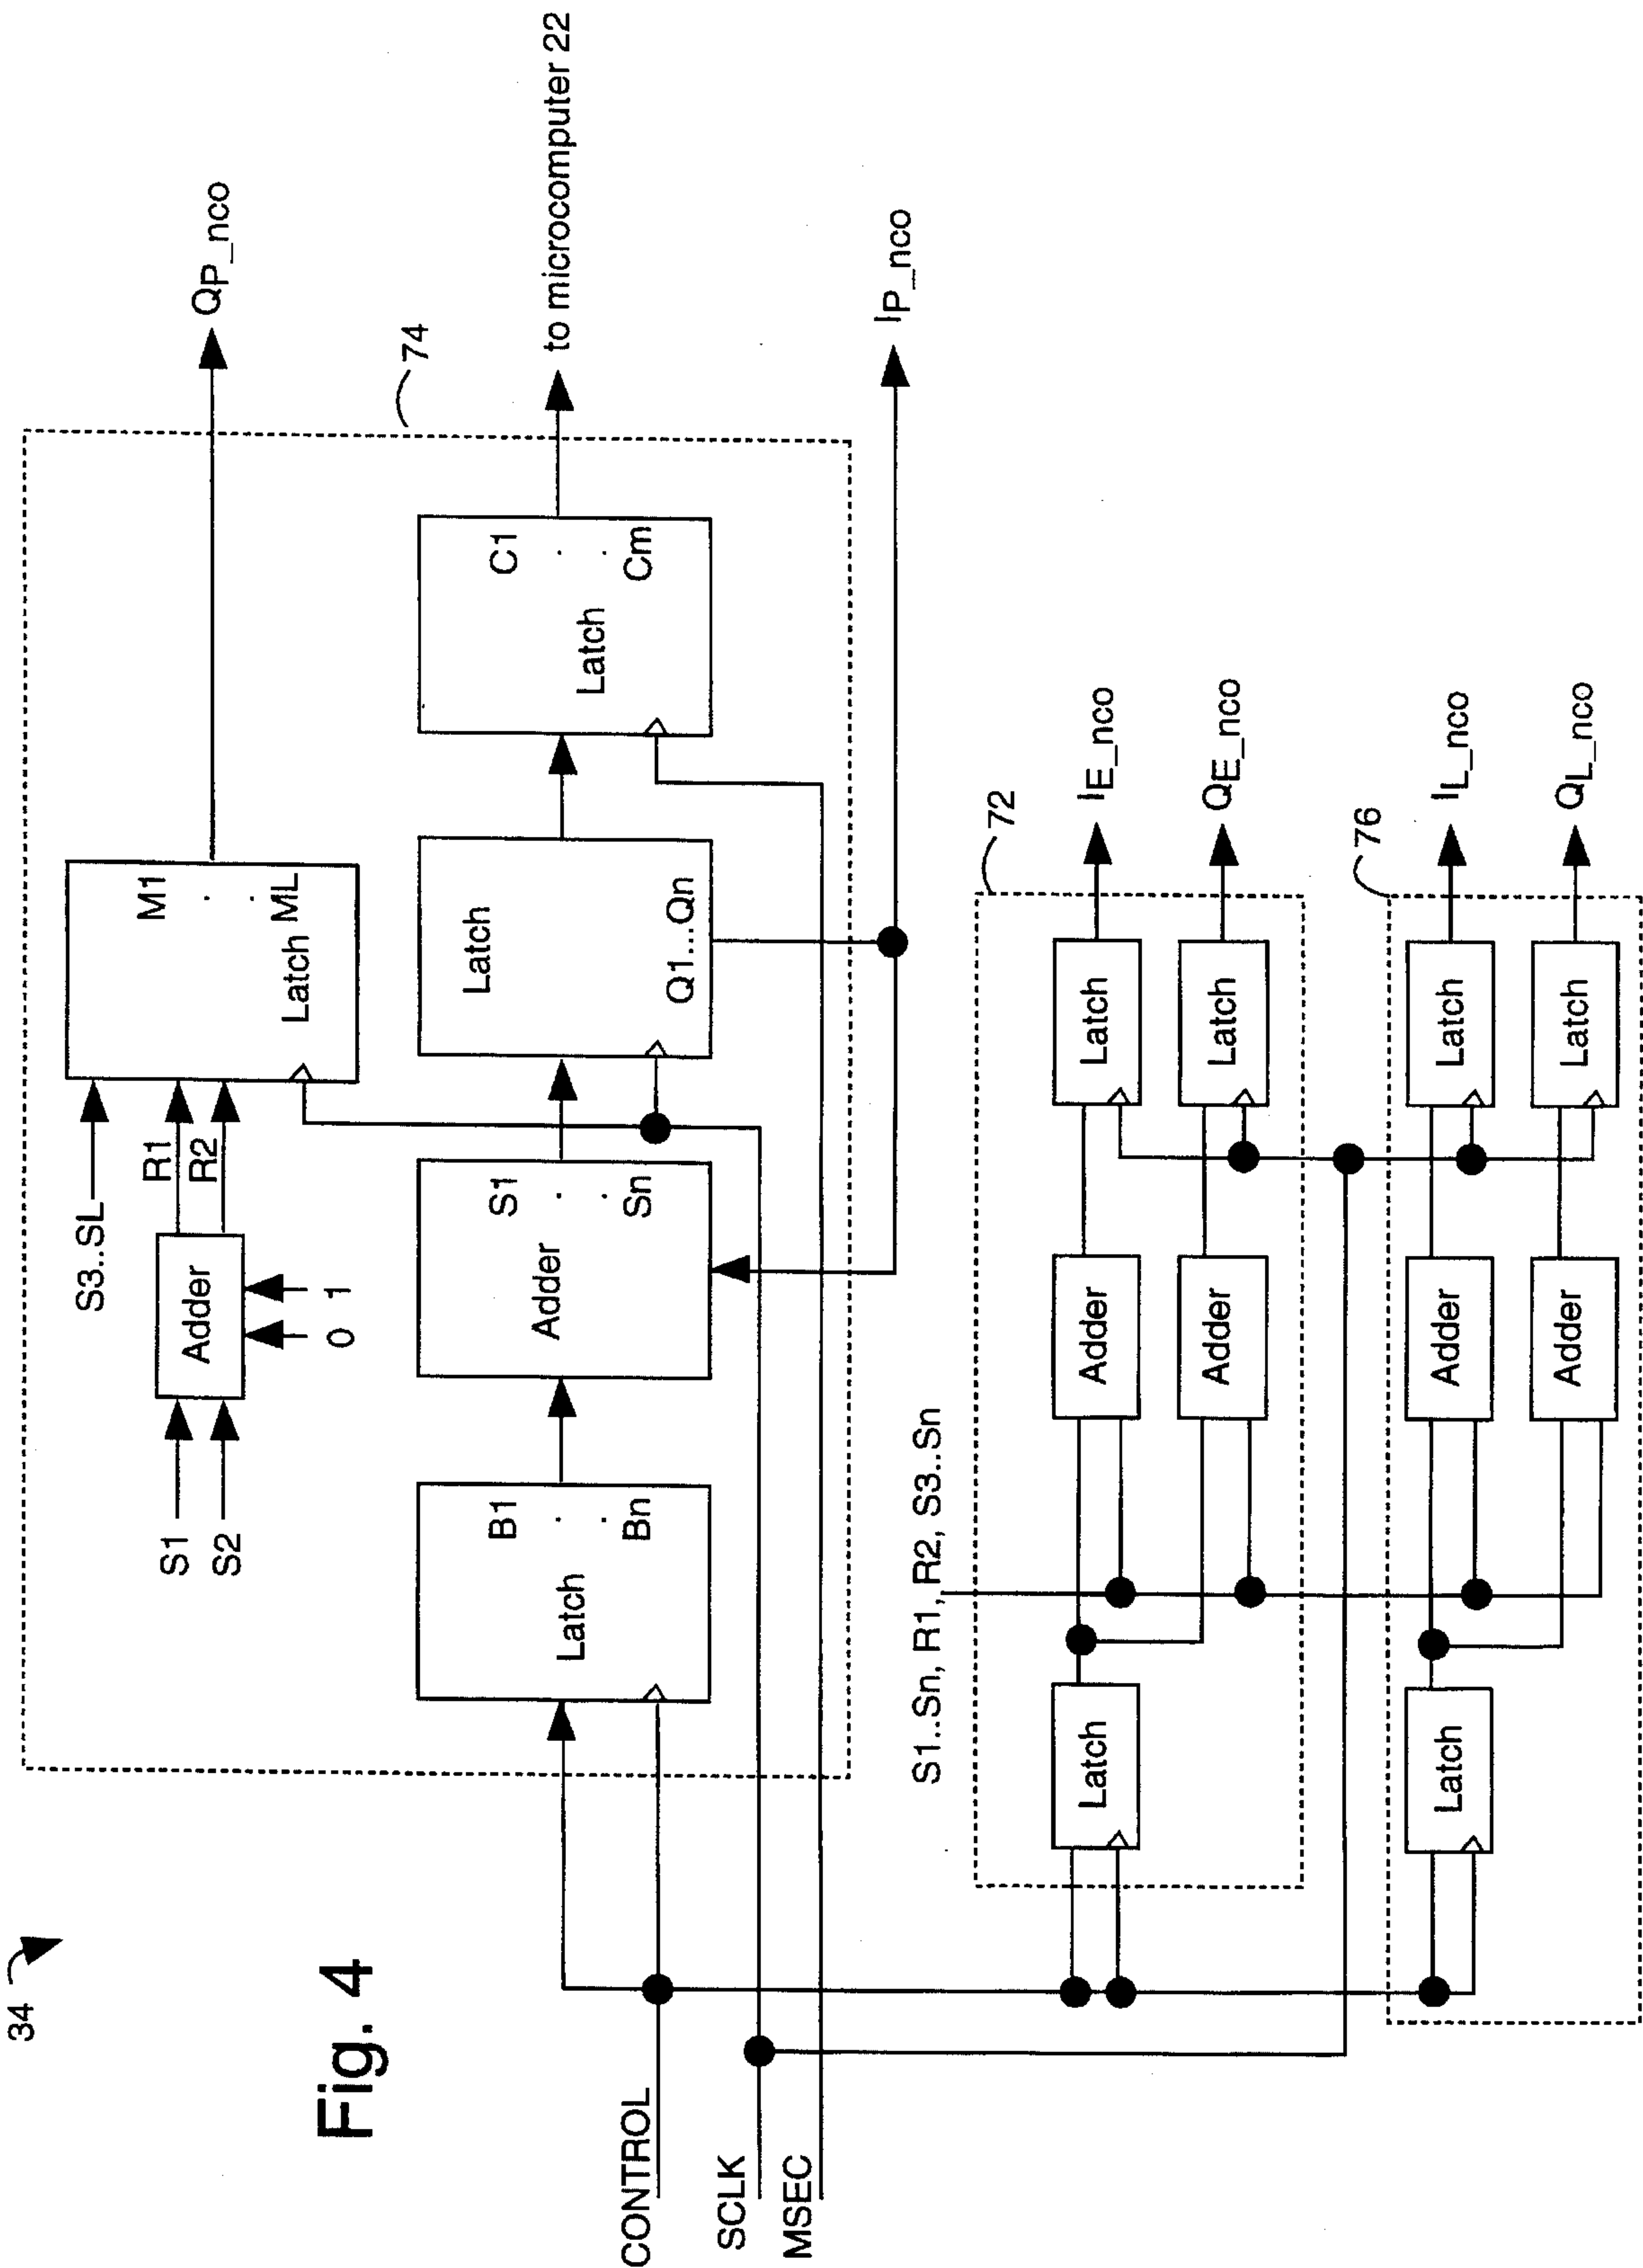 34
Fig. 4
74
QP_nco
S3..SL
R1
R2
S1
S2
Adder
0 1
M1
ML
Latch
B1
Bn
Latch
S1
Sn
Adder
Latch
Q1...Qn
C1
Cm
Latch
to microcomputer 22
IP_nco
CONTROL
SCLK
MSEC
S1..Sn, R1, R2, S3..Sn
72
Latch
Adder
Latch
IE_nco
Adder
Latch
QE_nco
76
Latch
Adder
Latch
IL_nco
Adder
Latch
QL_nco